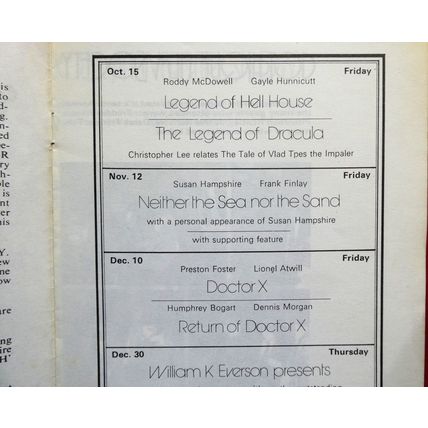 Oct. 15 Friday
Roddy McDowell Gayle Hunnicutt
Legend of Hell House
The Legend of Dracula
Christopher Lee relates The Tale of Vlad Tpes the Impaler
Nov. 12 Friday
Susan Hampshire Frank Finlay
Neither the Sea nor the Sand
with a personal appearance of Susan Hampshire
with supporting feature
Dec. 10 Friday
Preston Foster Lionel Atwill
Doctor X
Humphrey Bogart Dennis Morgan
Return of Doctor X
Dec. 30 Thursday
William K Everson presents